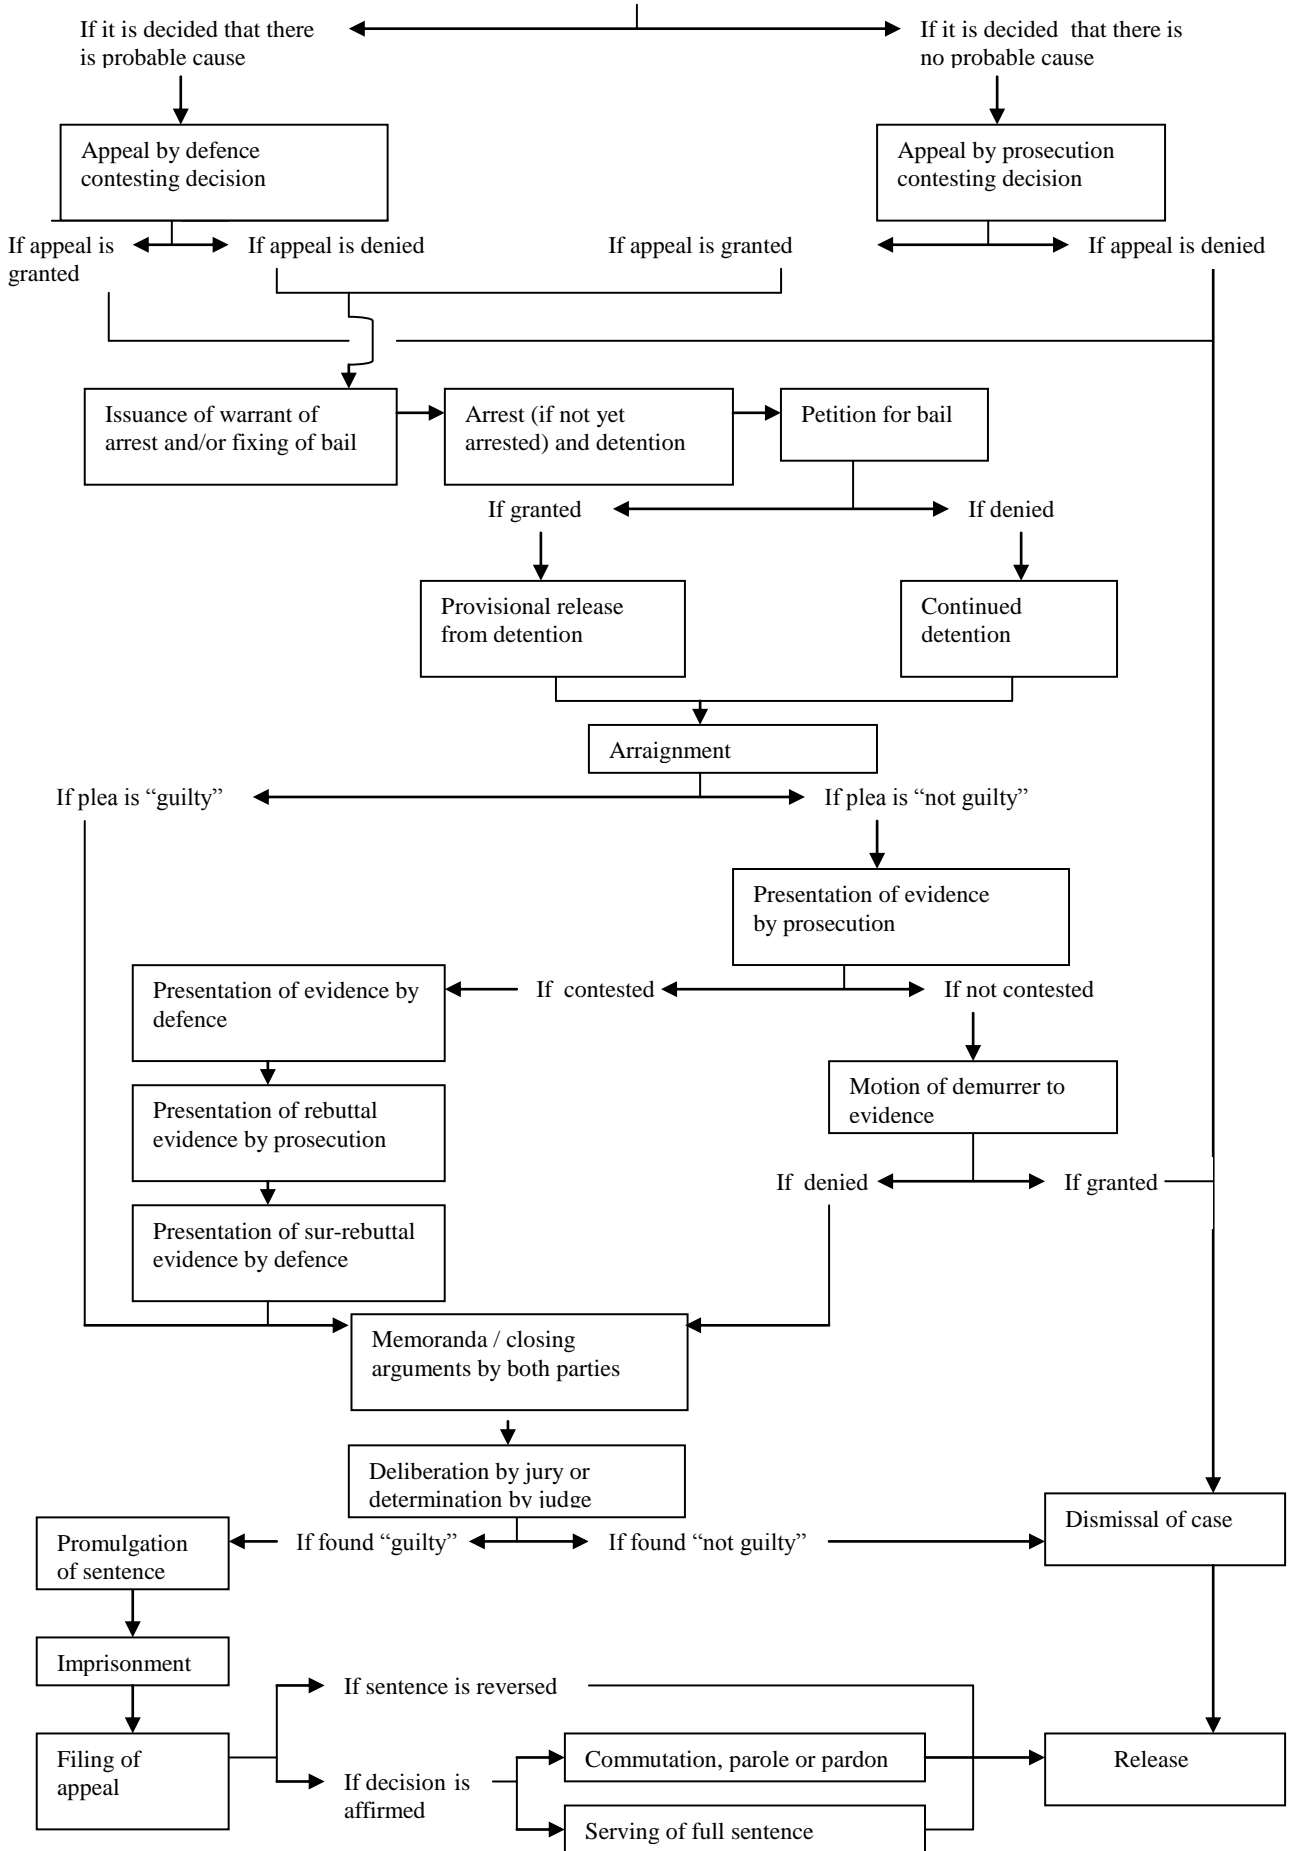 If it is decided that there
is probable cause
If it is decided  that there is
no probable cause
Appeal by defence
contesting decision
Appeal by prosecution
contesting decision
If appeal is
granted
If appeal is denied
If appeal is granted
If appeal is denied
Issuance of warrant of
arrest and/or fixing of bail
Arrest (if not yet
arrested) and detention
Petition for bail
If granted
If denied
Provisional release
from detention
Continued
detention
Arraignment
If plea is “guilty”
If plea is “not guilty”
Presentation of evidence
by prosecution
Presentation of evidence by
defence
If  contested
If not contested
Presentation of rebuttal
evidence by prosecution
Motion of demurrer to
evidence
If  denied
If granted
Presentation of sur-rebuttal
evidence by defence
Memoranda / closing
arguments by both parties
Deliberation by jury or
determination by judge
Promulgation
of sentence
If found “guilty”
If found “not guilty”
Dismissal of case
Imprisonment
If sentence is reversed
Filing of
appeal
If decision is
affirmed
Commutation, parole or pardon
Release
Serving of full sentence